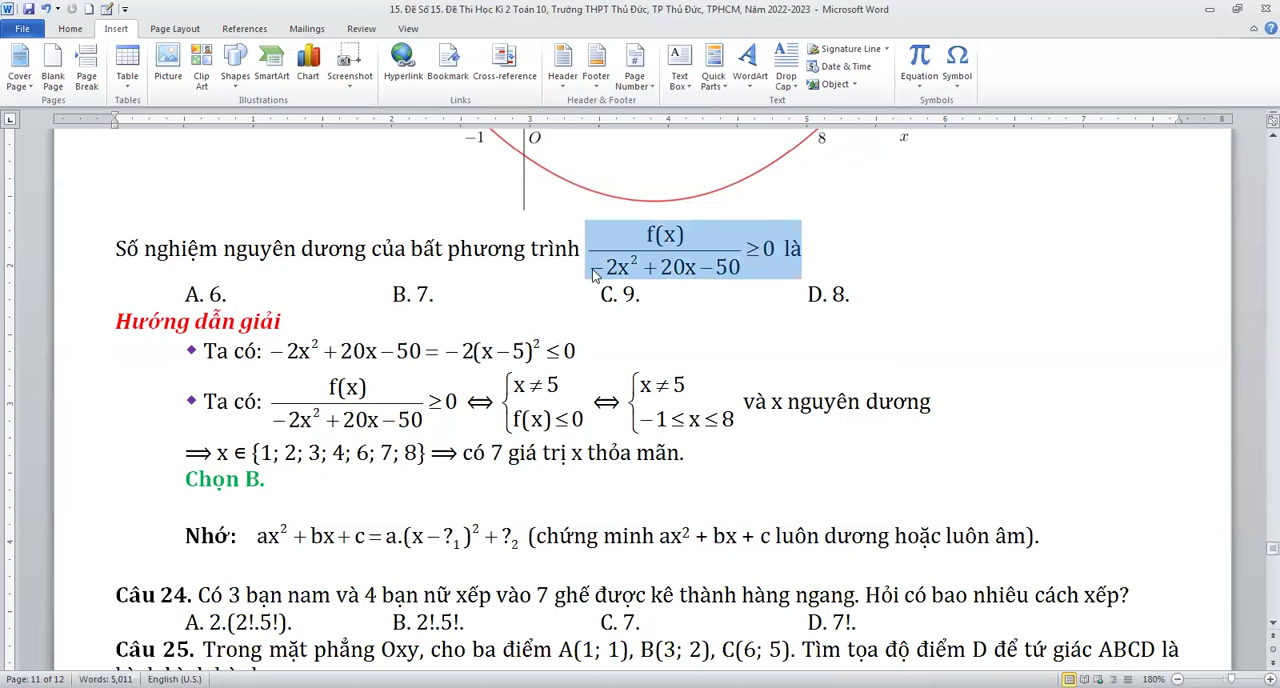 15. Đề Số 15. Đề Thi Học Kì 2 Toán 10, Trường THPT Thủ Đức, TP Thủ Đức, TPHCM, Năm 2022-2023 - Microsoft Word
File Home Insert Page Layout References Mailings Review View
Cover Page Blank Page Page Break Table Picture Clip Art Shapes SmartArt Chart Screenshot Hyperlink Bookmark Cross-reference Header Footer Page Number Text Box Quick Parts WordArt Drop Cap Signature Line Date & Time Object Equation Symbol
Pages Tables Illustrations Links Header & Footer Text Symbols
1 2 3 4 5 6 7 8
−1 O 8 x
Số nghiệm nguyên dương của bất phương trình f(x)/(−2x² + 20x − 50) ≥ 0 là
A. 6. B. 7. C. 9. D. 8.
Hướng dẫn giải
◆ Ta có: −2x² + 20x − 50 = −2(x − 5)² ≤ 0
◆ Ta có: f(x)/(−2x² + 20x − 50) ≥ 0 ⟺ {x ≠ 5; f(x) ≤ 0 ⟺ {x ≠ 5; −1 ≤ x ≤ 8 và x nguyên dương
⟹ x ∈ {1; 2; 3; 4; 6; 7; 8} ⟹ có 7 giá trị x thỏa mãn.
Chọn B.
Nhớ: ax² + bx + c = a.(x − ?₁)² + ?₂ (chứng minh ax² + bx + c luôn dương hoặc luôn âm).
Câu 24. Có 3 bạn nam và 4 bạn nữ xếp vào 7 ghế được kê thành hàng ngang. Hỏi có bao nhiêu cách xếp?
A. 2.(2!.5!). B. 2!.5!. C. 7. D. 7!.
Câu 25. Trong mặt phẳng Oxy, cho ba điểm A(1; 1), B(3; 2), C(6; 5). Tìm tọa độ điểm D để tứ giác ABCD là
Page: 11 of 12 Words: 5,011 English (U.S.) 180%